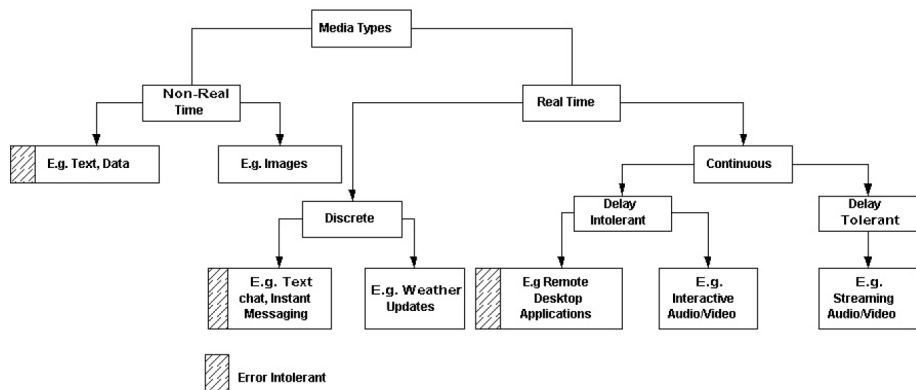 Media Types
Non-Real
Time
Real Time
E.g. Text, Data
E.g. Images
Continuous
Discrete
Delay
Intolerant
Delay
Tolerant
E.g. Text
chat, Instant
Messaging
E.g. Weather
Updates
E.g Remote
Desktop
Applications
E.g.
Interactive
Audio/Video
E.g.
Streaming
Audio/Video
Error Intolerant